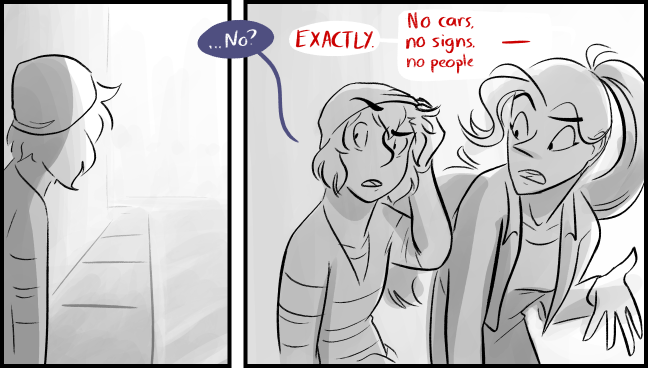 ...No?
EXACTLY.
No cars,
no signs.
no people —